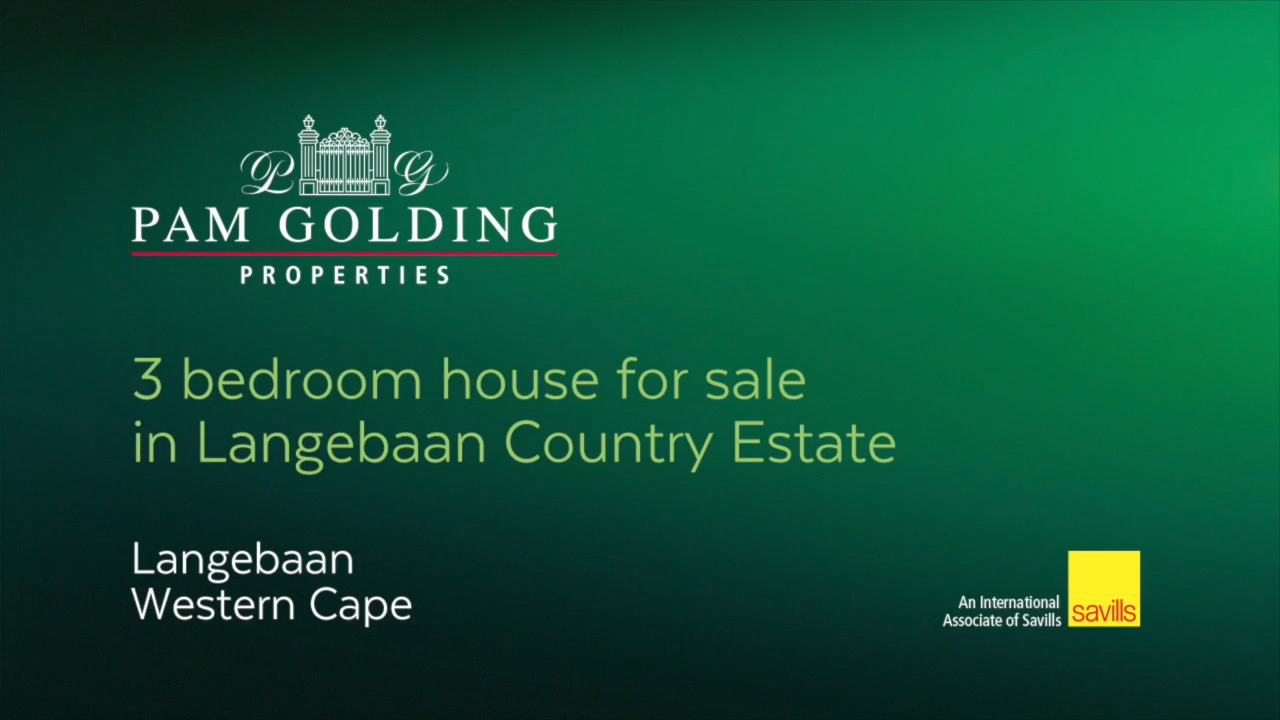 P G
PAM GOLDING
PROPERTIES
3 bedroom house for sale
in Langebaan Country Estate
Langebaan
Western Cape
An International
Associate of Savills
savills